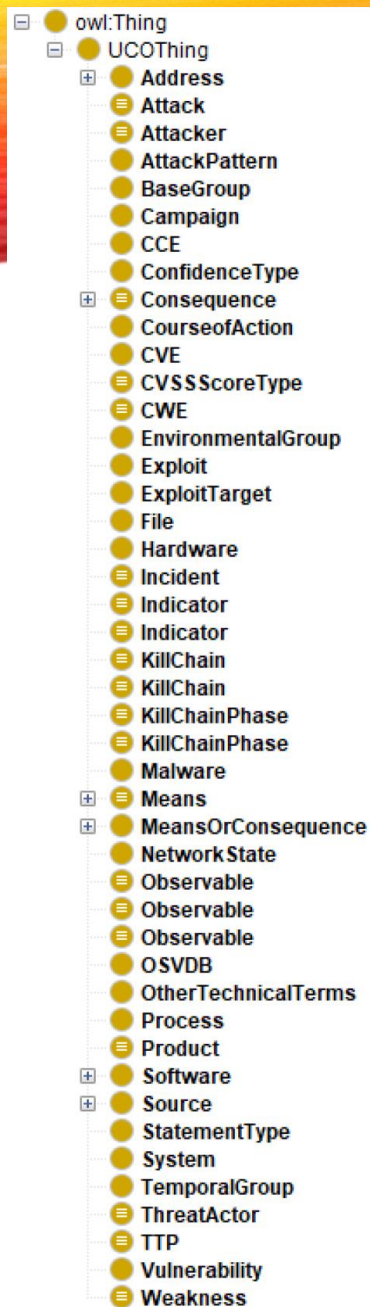 owl:Thing
UCOThing
Address
Attack
Attacker
AttackPattern
BaseGroup
Campaign
CCE
ConfidenceType
Consequence
CourseofAction
CVE
CVSSScoreType
CWE
EnvironmentalGroup
Exploit
ExploitTarget
File
Hardware
Incident
Indicator
Indicator
KillChain
KillChain
KillChainPhase
KillChainPhase
Malware
Means
MeansOrConsequence
NetworkState
Observable
Observable
Observable
OSVDB
OtherTechnicalTerms
Process
Product
Software
Source
StatementType
System
TemporalGroup
ThreatActor
TTP
Vulnerability
Weakness